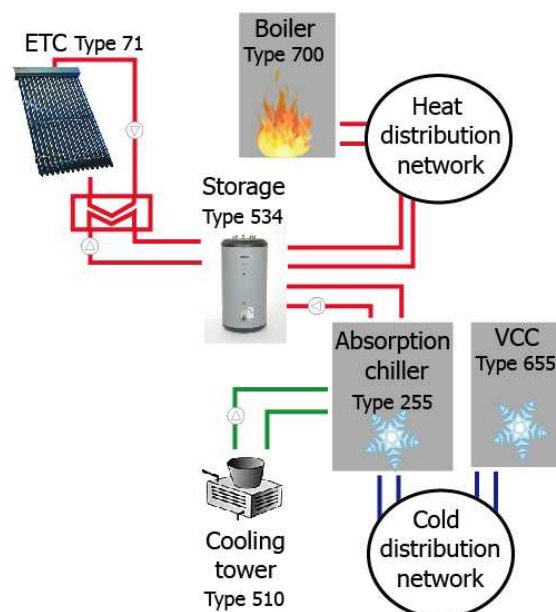 ETC Type 71
Boiler
Type 700
Heat
distribution
network
Storage
Type 534
Absorption
chiller
Type 255
VCC
Type 655
Cooling
tower
Type 510
Cold
distribution
network